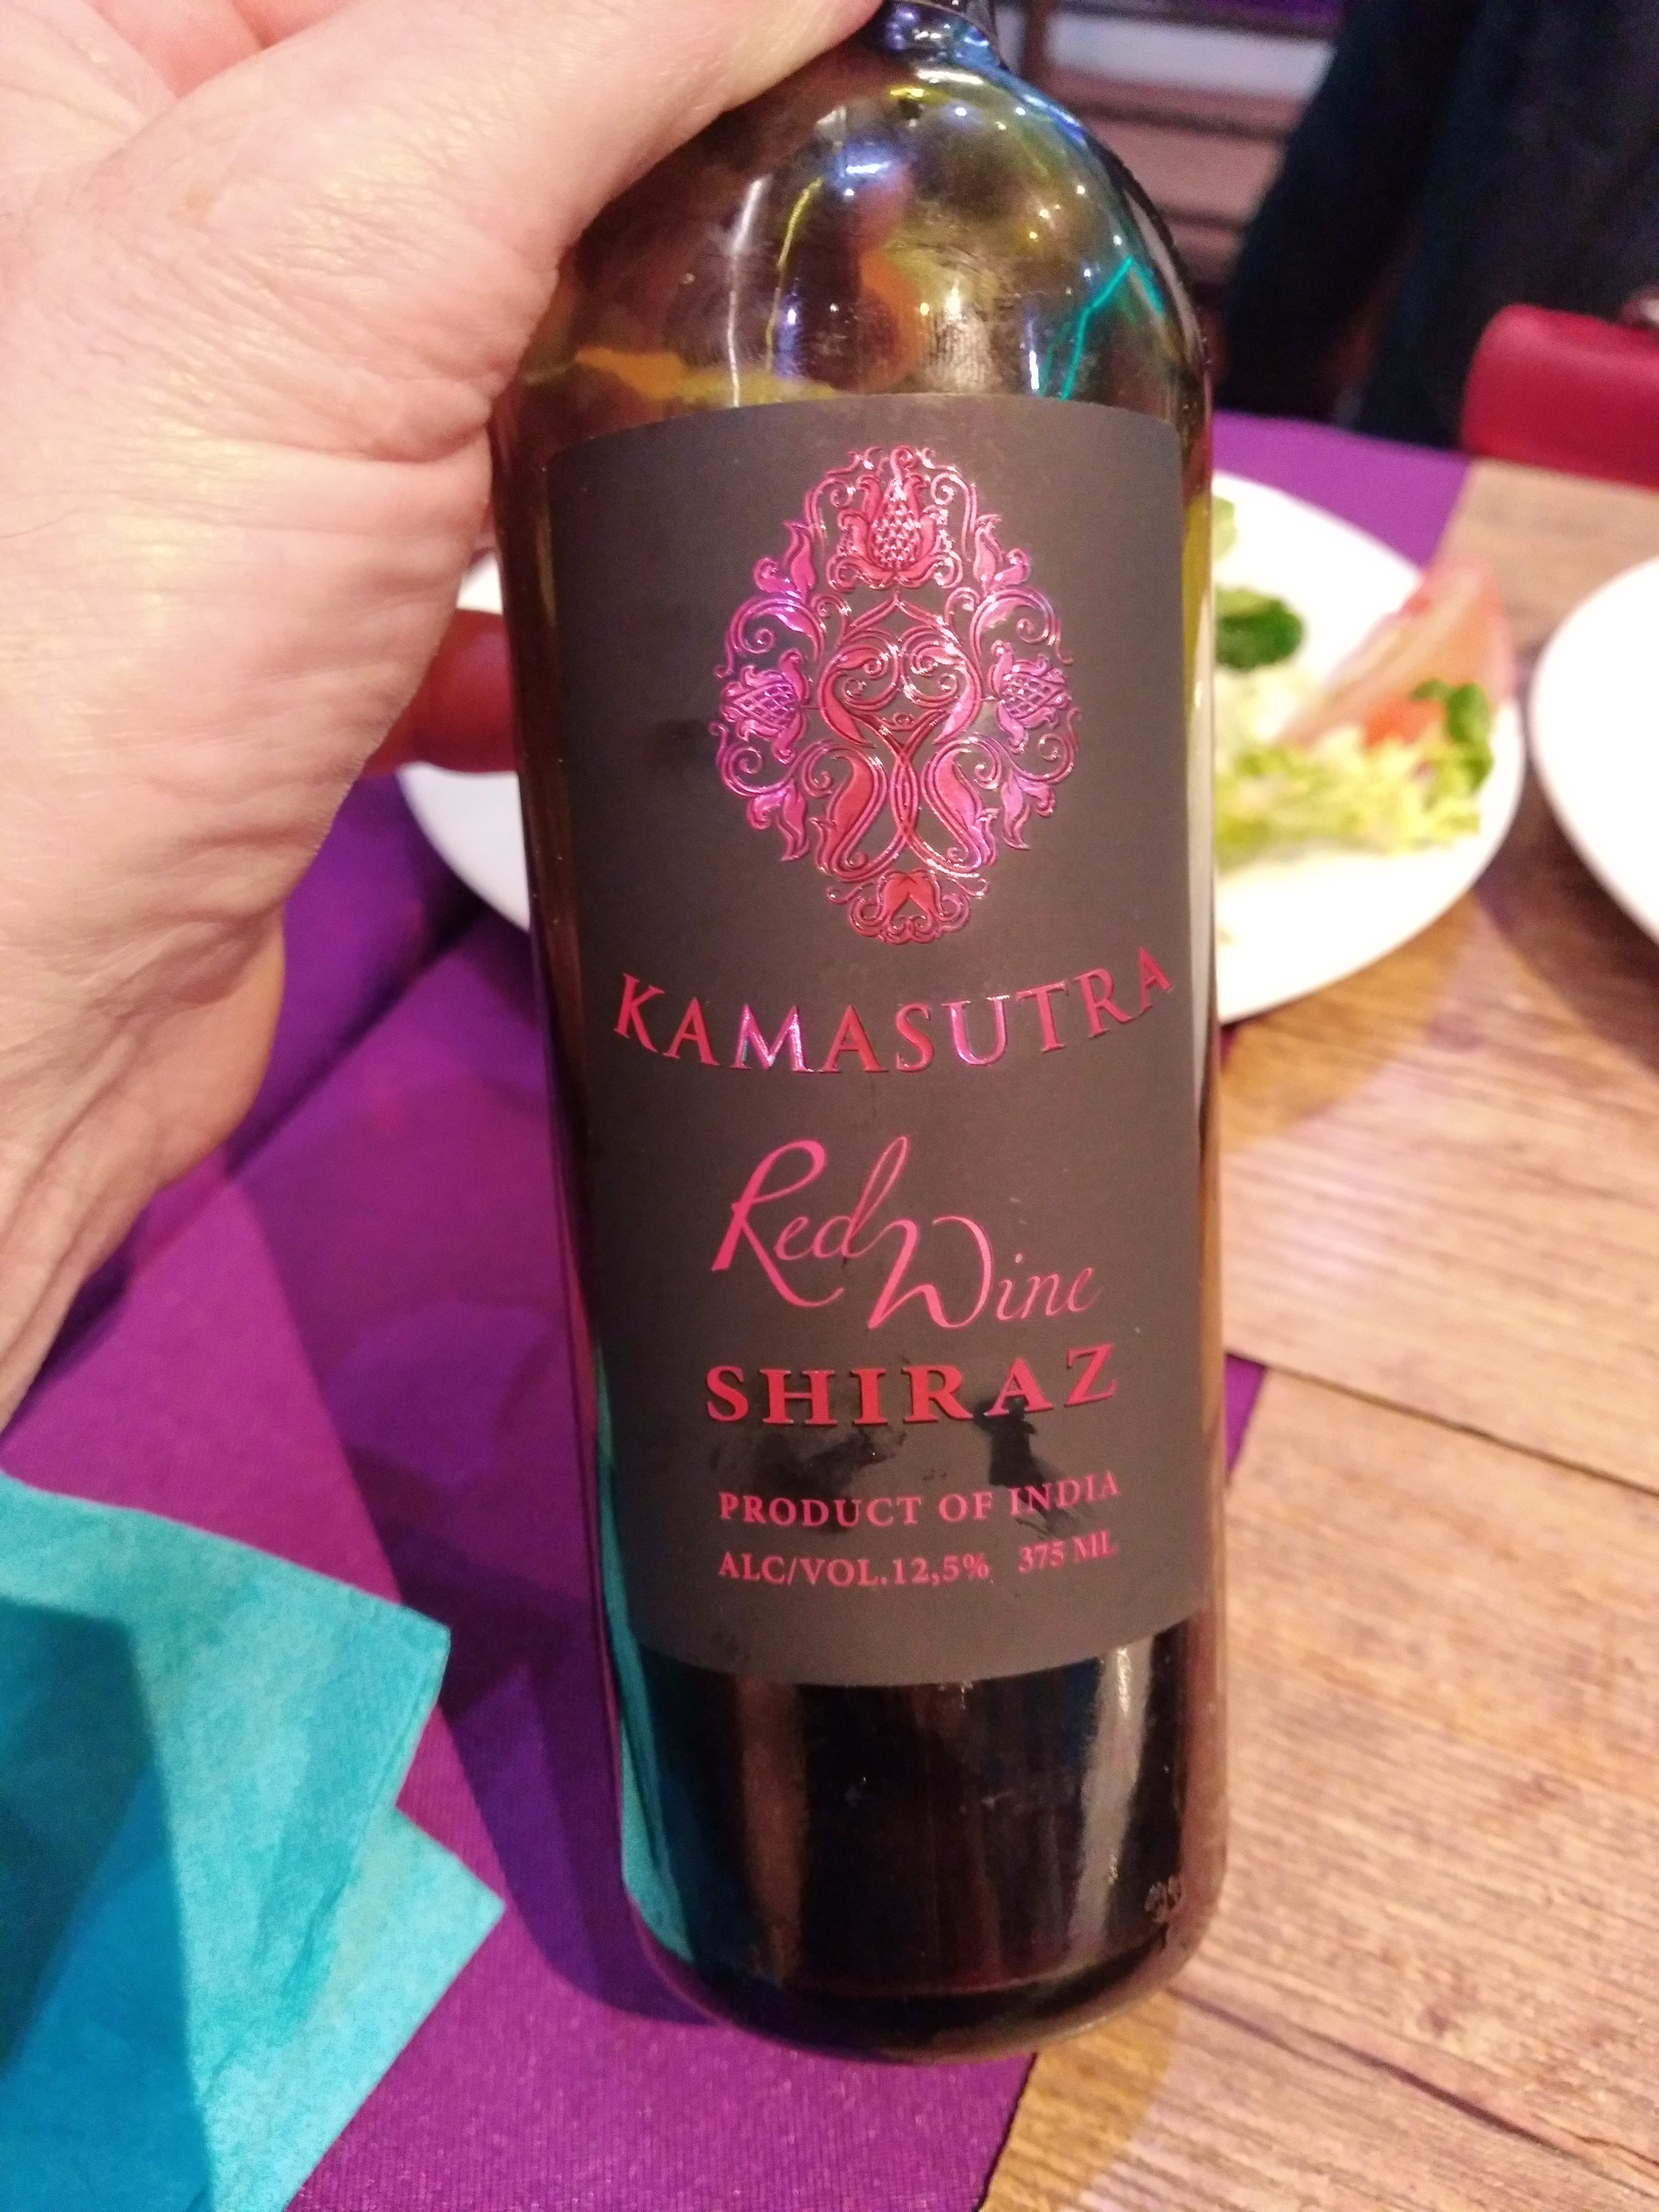 KAMASUTRA
Red Wine
SHIRAZ
PRODUCT OF INDIA
ALC/VOL.12,5% 375 ML